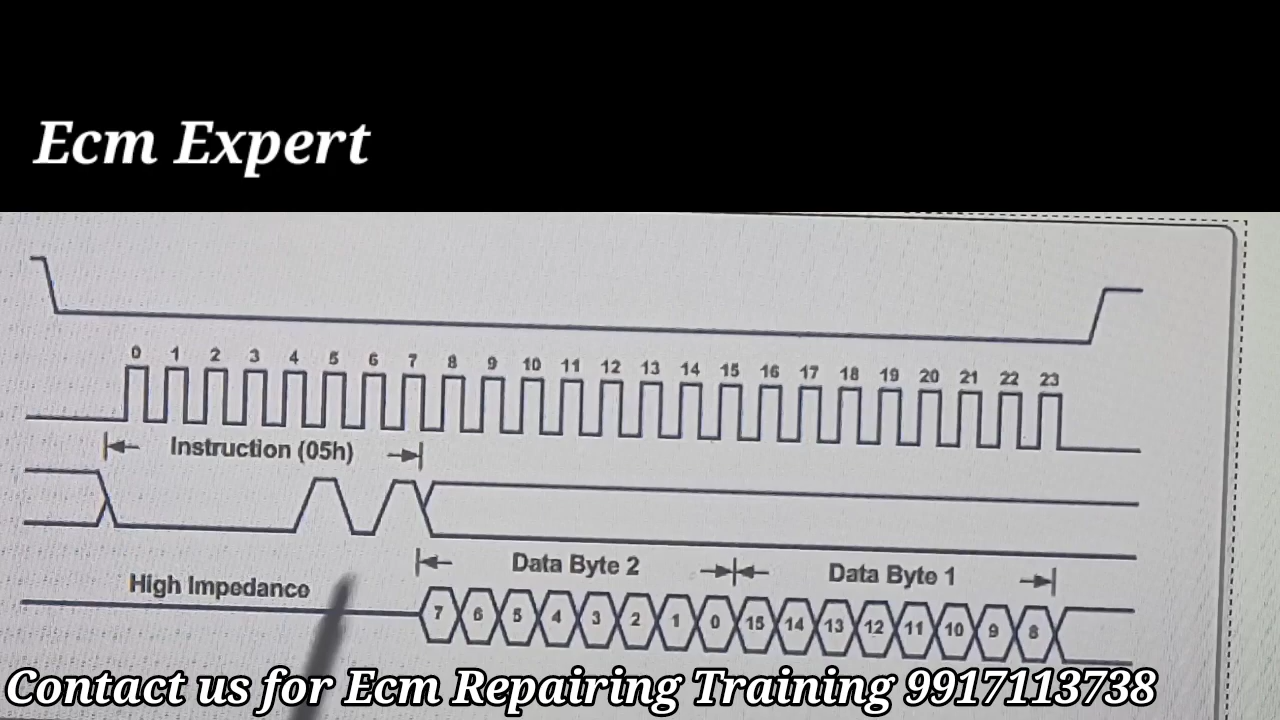 Ecm Expert
0 1 2 3 4 5 6 7 8 9 10 11 12 13 14 15 16 17 18 19 20 21 22 23
Instruction (05h)
Data Byte 2 Data Byte 1
High Impedance
7 6 5 4 3 2 1 0 15 14 13 12 11 10 9 8
Contact us for Ecm Repairing Training 9917113738